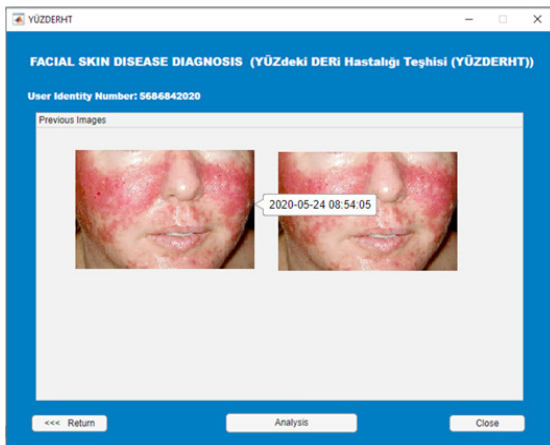 YÜZDERHT
FACIAL SKIN DISEASE DIAGNOSIS (YÜZdeki DERi Hastalığı Teşhisi (YÜZDERHT))
User Identity Number: 5686842020
Previous Images
2020-05-24 08:54:05
<<< Return
Analysis
Close